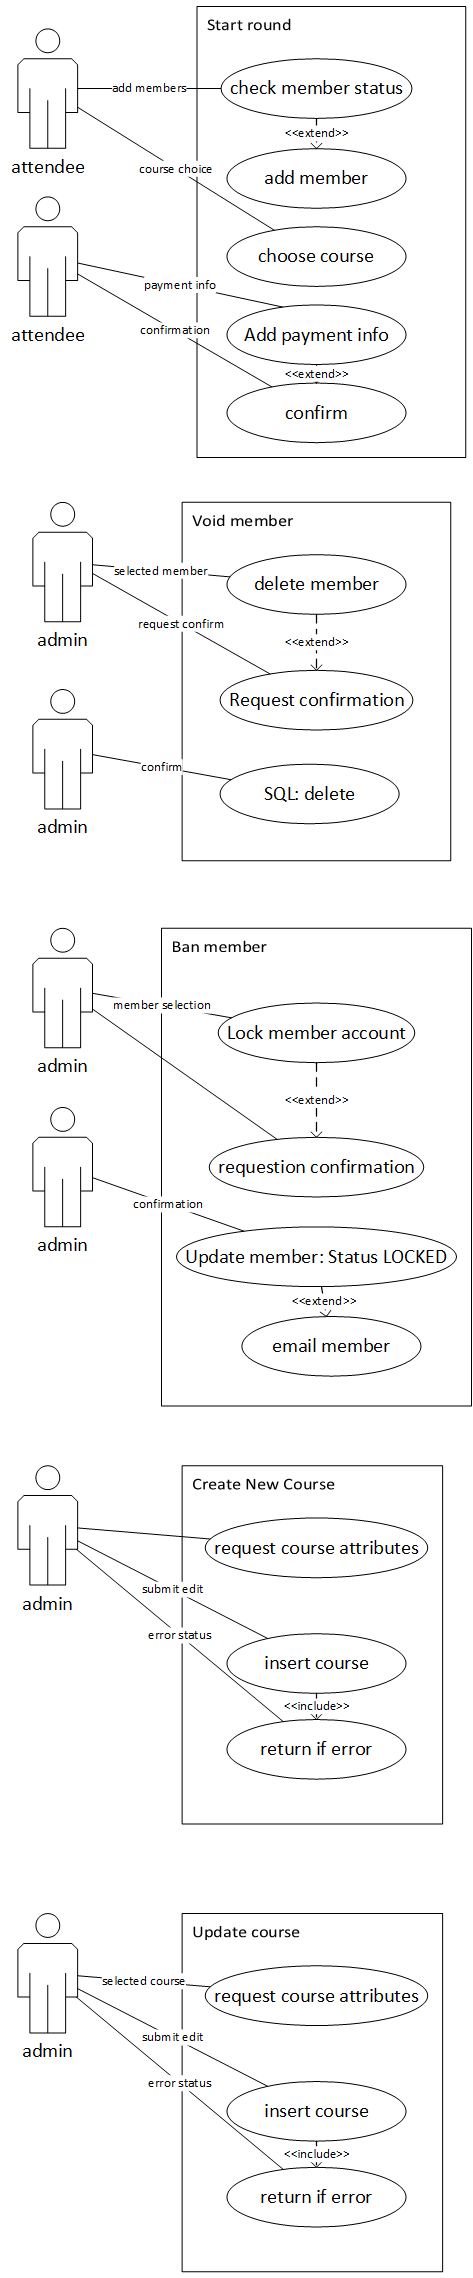 Start round
add members
check member status
<<extend>>
attendee
course choice
add member
choose course
payment info
attendee
confirmation
Add payment info
<<extend>>
confirm
Void member
selected member
delete member
request confirm
admin
<<extend>>
Request confirmation
confirm
SQL: delete
admin
Ban member
member selection
Lock member account
admin
<<extend>>
requestion confirmation
confirmation
admin
Update member: Status LOCKED
<<extend>>
email member
Create New Course
request course attributes
submit edit
admin
error status
insert course
<<include>>
return if error
Update course
selected course
request course attributes
submit edit
admin
error status
insert course
<<include>>
return if error